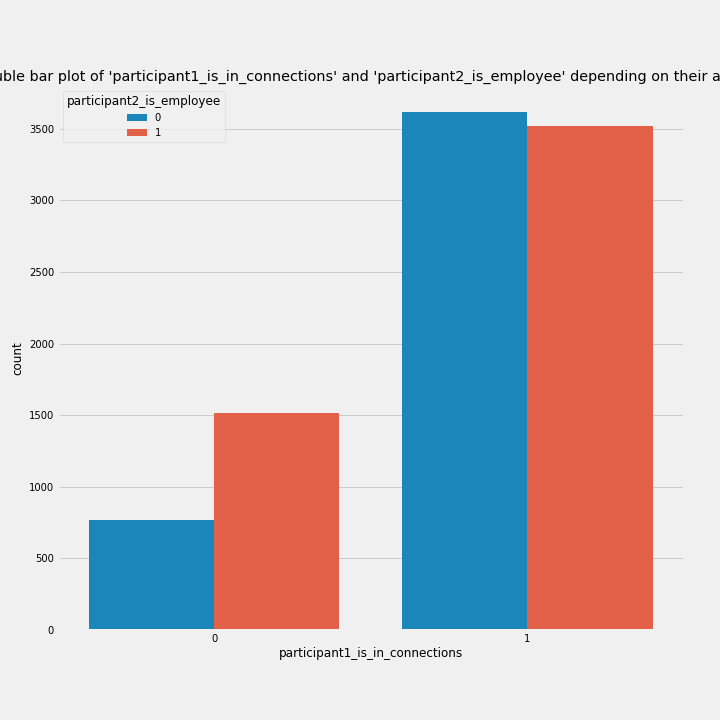 uble bar plot of 'participant1_is_in_connections' and 'participant2_is_employee' depending on their a
participant2_is_employee
0
1
3500
3000
2500
2000
1500
1000
500
0
count
0 1
participant1_is_in_connections